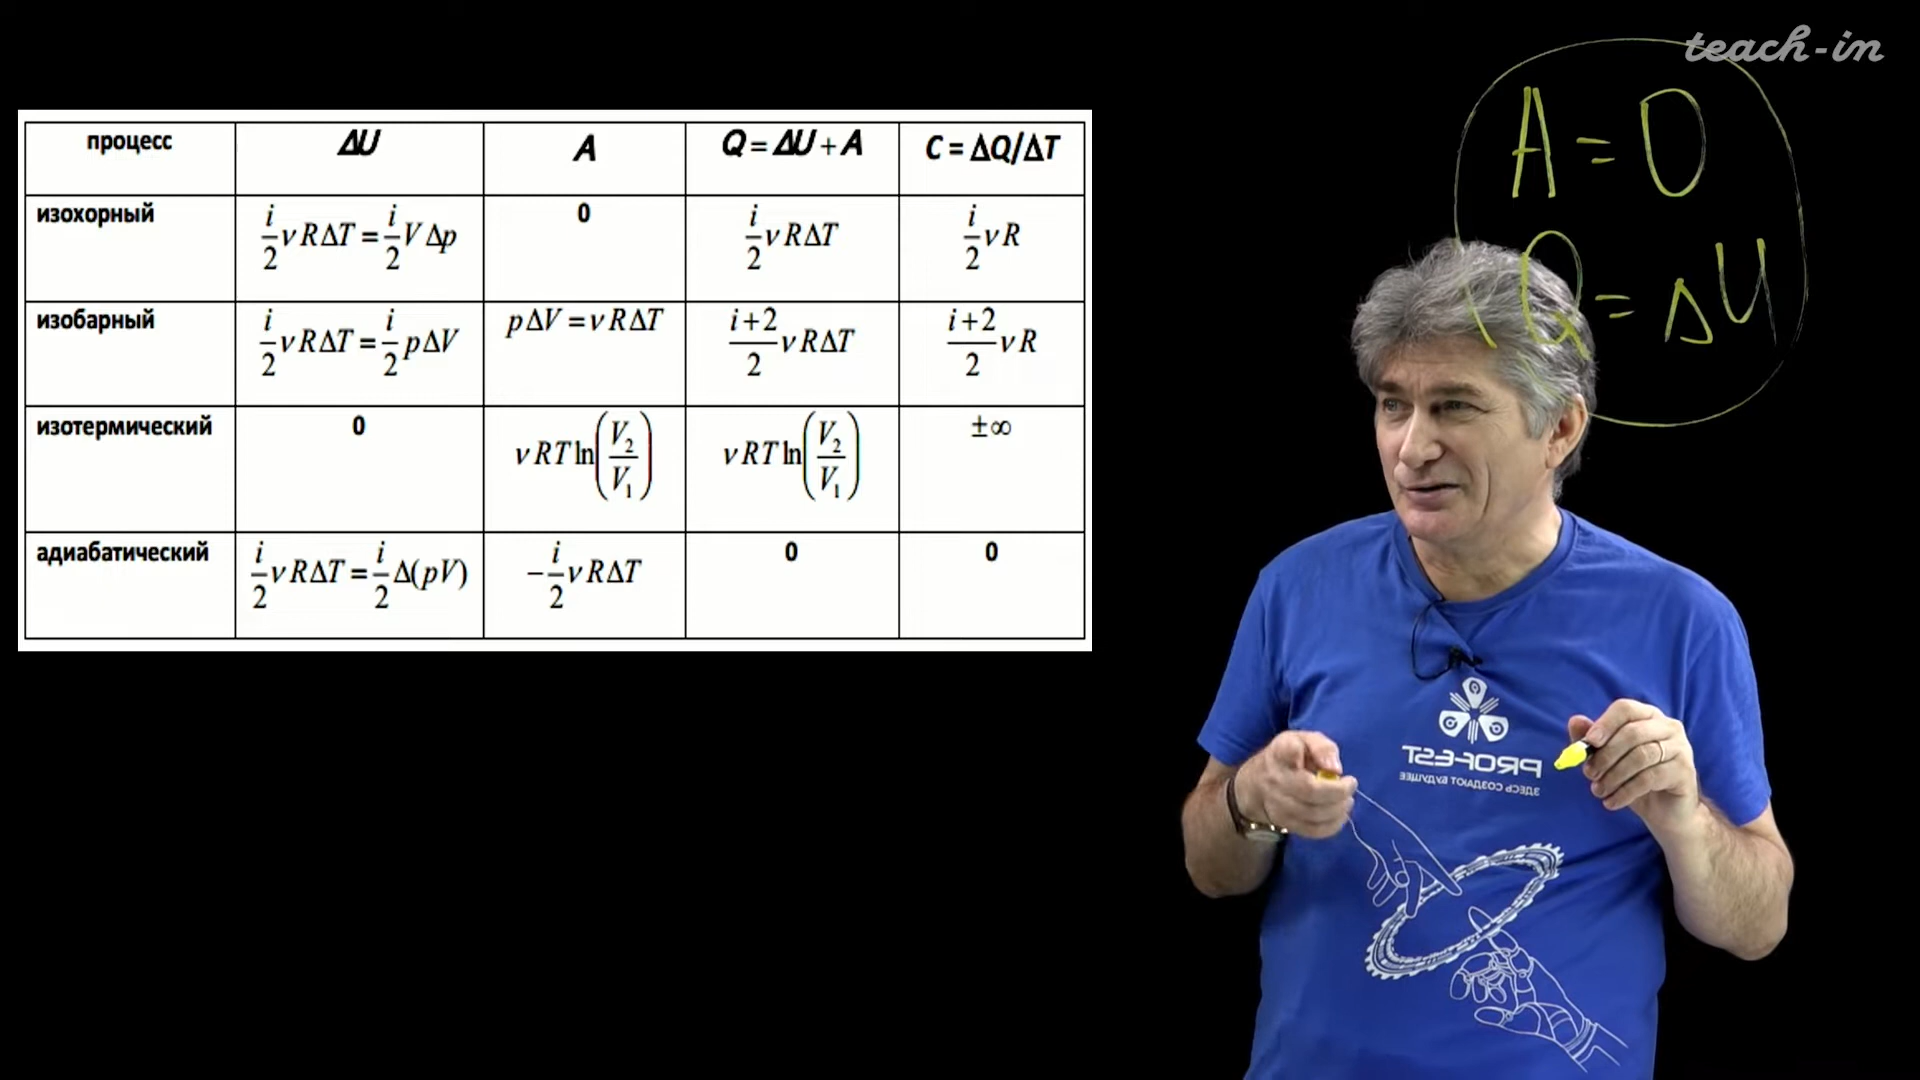 teach-in
процесс ΔU A Q = ΔU + A C = ΔQ/ΔT
изохорный i/2 νRΔT = i/2 VΔp 0 i/2 νRΔT i/2 νR
изобарный i/2 νRΔT = i/2 pΔV pΔV = νRΔT (i+2)/2 νRΔT (i+2)/2 νR
изотермический 0 νRT ln(V₂/V₁) νRT ln(V₂/V₁) ±∞
адиабатический i/2 νRΔT = i/2 Δ(pV) −i/2 νRΔT 0 0
A = 0
Q = ΔU
PROFEST
ЗДЕСЬ СОЗДАЮТ БУДУЩЕЕ